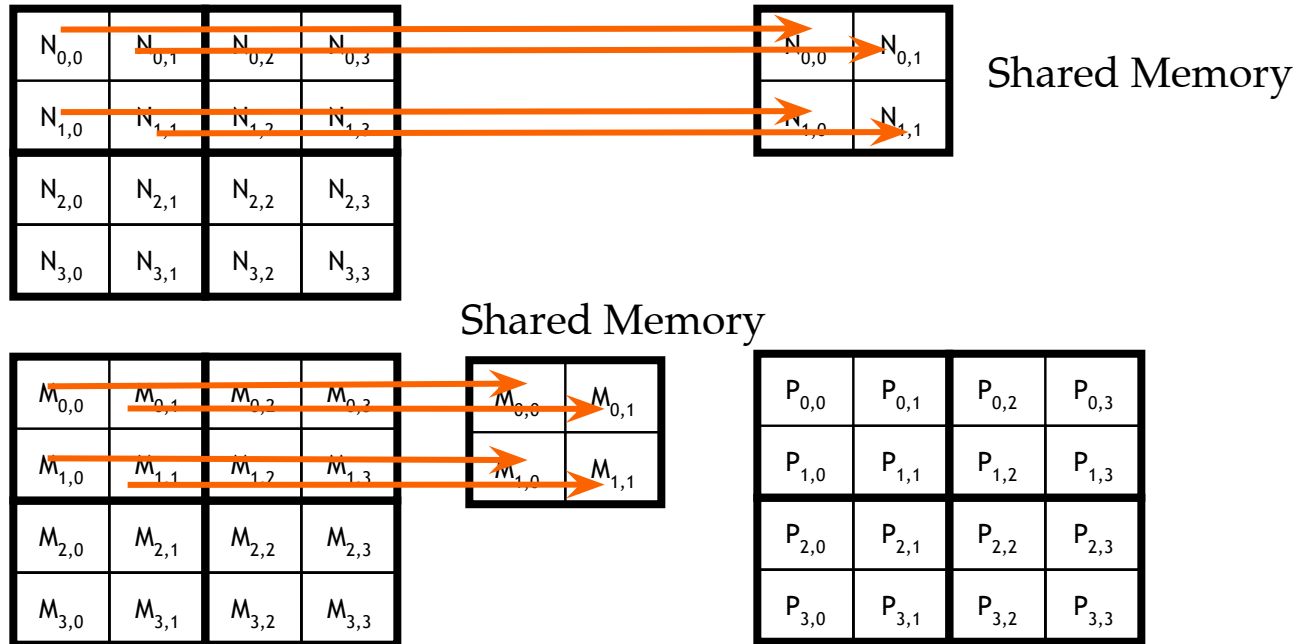 N0,0 N0,1 N0,2 N0,3 N0,0 N0,1
Shared Memory
N1,0 N1,1 N1,2 N1,3 N1,0 N1,1
N2,0 N2,1 N2,2 N2,3
N3,0 N3,1 N3,2 N3,3
Shared Memory
M0,0 M0,1 M0,2 M0,3 M0,0 M0,1 P0,0 P0,1 P0,2 P0,3
M1,0 M1,1 M1,2 M1,3 M1,0 M1,1 P1,0 P1,1 P1,2 P1,3
M2,0 M2,1 M2,2 M2,3 P2,0 P2,1 P2,2 P2,3
M3,0 M3,1 M3,2 M3,3 P3,0 P3,1 P3,2 P3,3